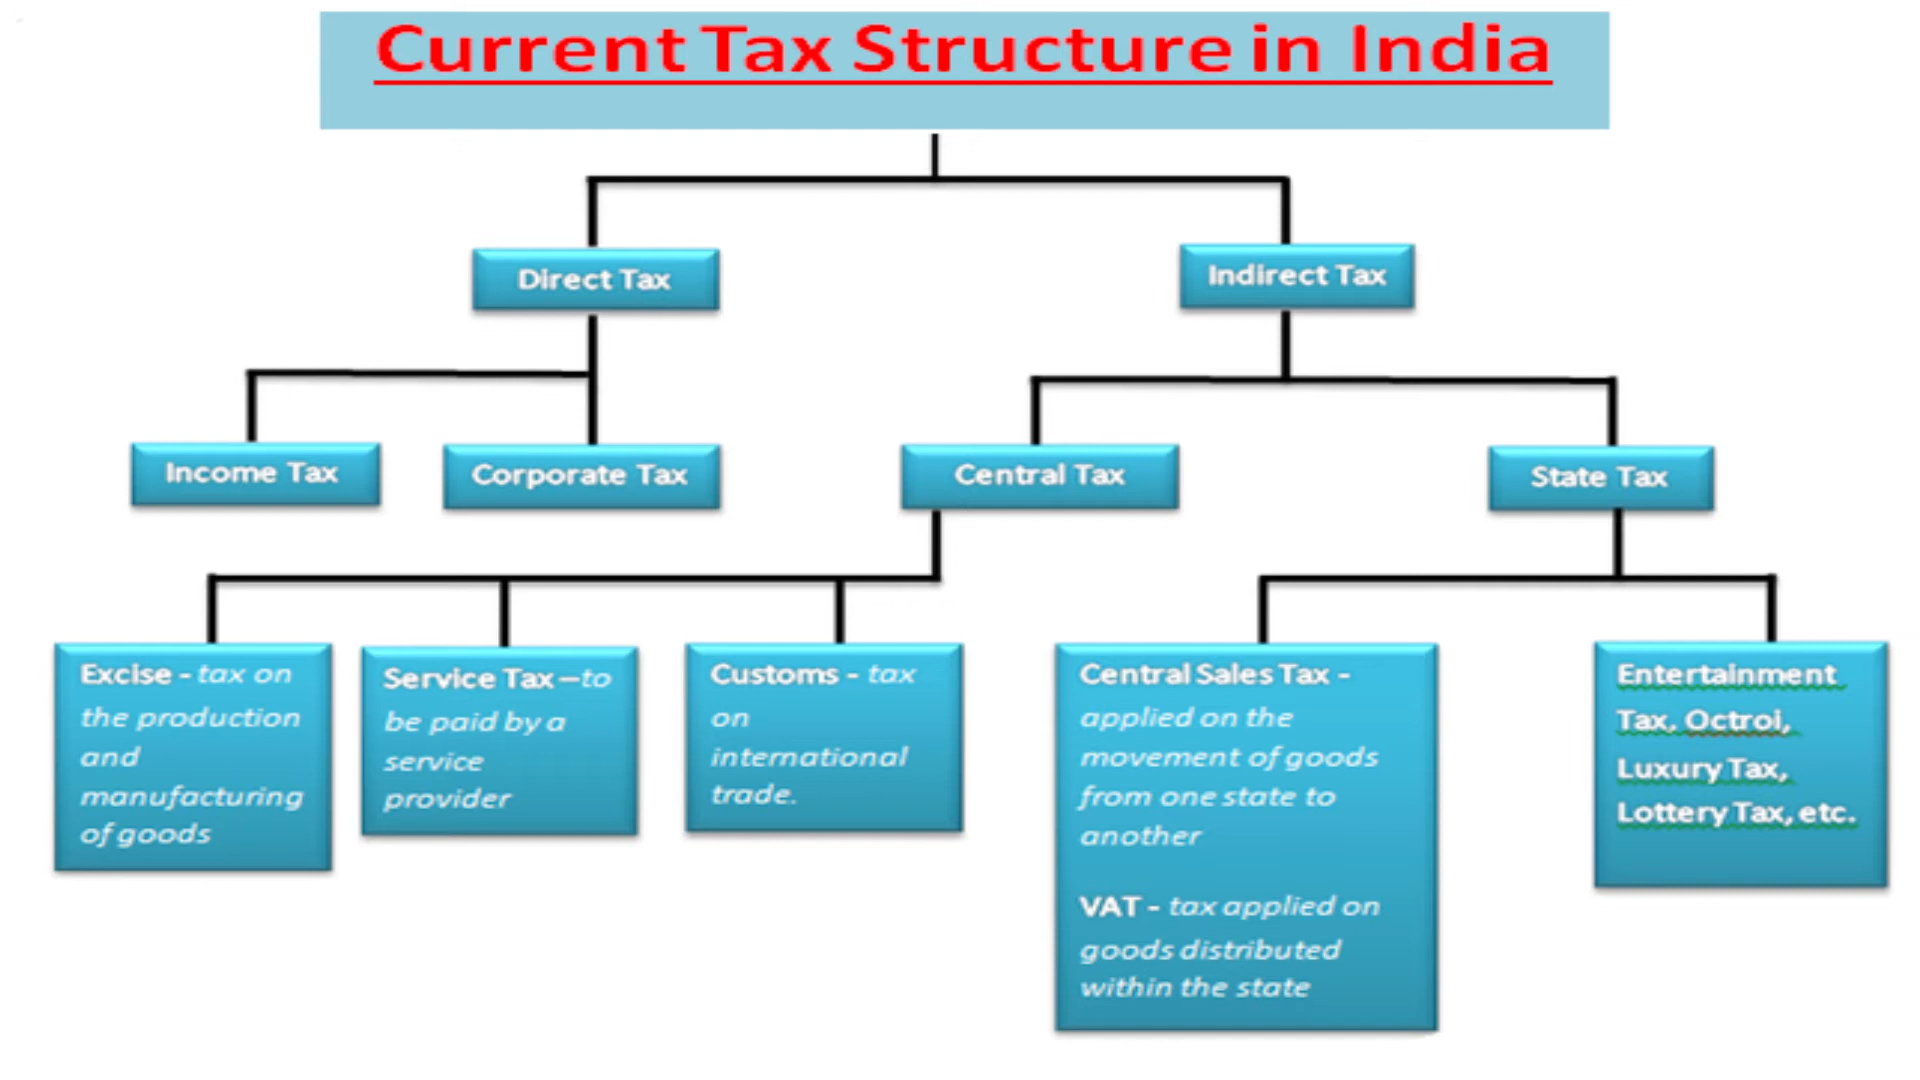 Current Tax Structure in India
Direct Tax
Indirect Tax
Income Tax
Corporate Tax
Central Tax
State Tax
Excise - tax on
the production
and
manufacturing
of goods
Service Tax –to
be paid by a
service
provider
Customs - tax
on
international
trade.
Central Sales Tax -
applied on the
movement of goods
from one state to
another
VAT - tax applied on
goods distributed
within the state
Entertainment
Tax, Octroi,
Luxury Tax,
Lottery Tax, etc.